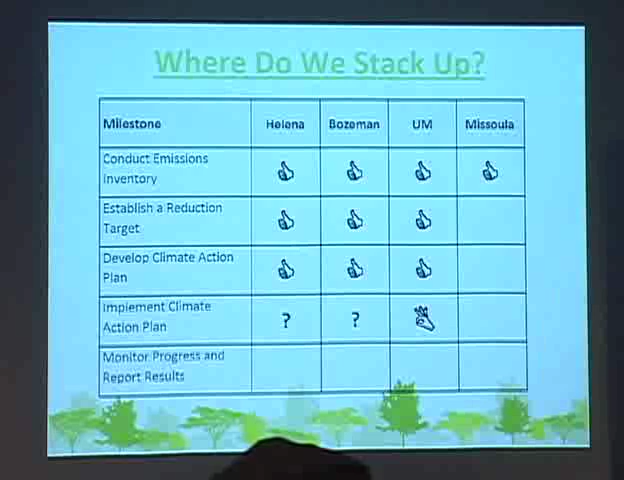 Where Do We Stack Up?
Milestone Helena Bozeman UM Missoula
Conduct Emissions
Inventory
Establish a Reduction
Target
Develop Climate Action
Plan
Implement Climate
Action Plan ? ?
Monitor Progress and
Report Results